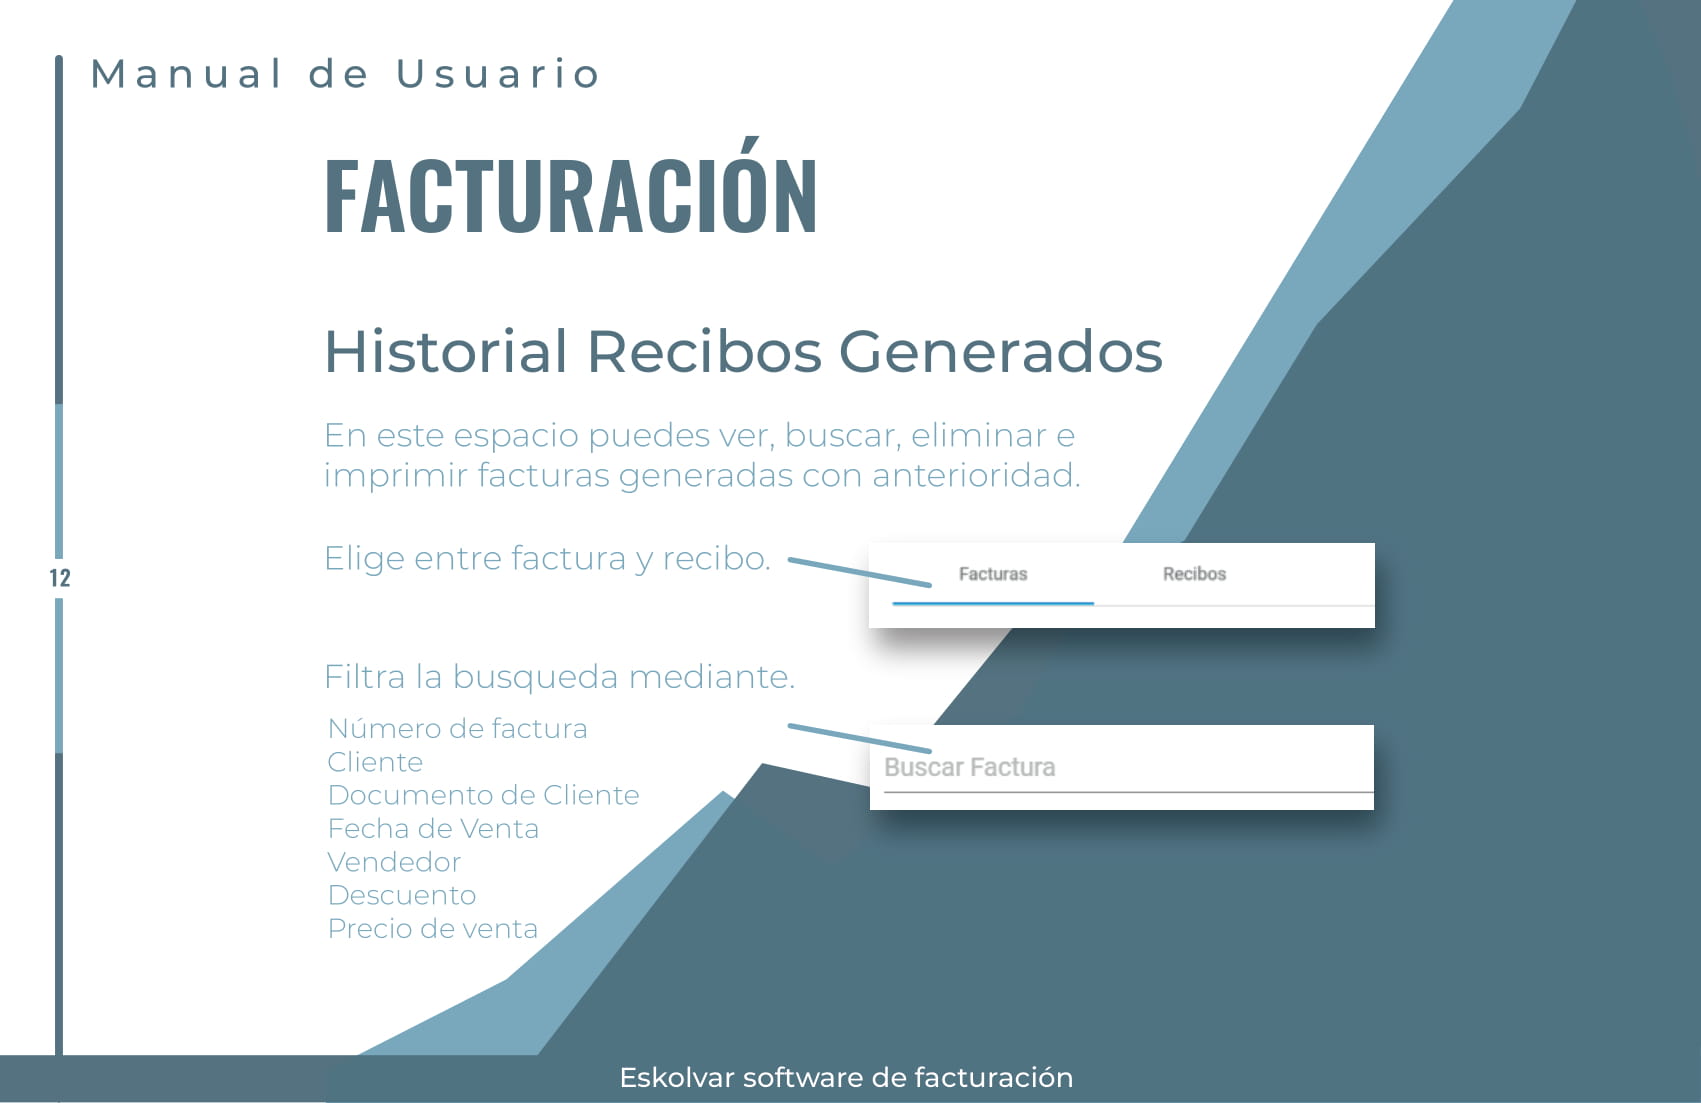 Manual de Usuario
FACTURACIÓN
Historial Recibos Generados
En este espacio puedes ver, buscar, eliminar e
imprimir facturas generadas con anterioridad.
Elige entre factura y recibo.
Facturas Recibos
12
Filtra la busqueda mediante.
Número de factura
Cliente
Documento de Cliente
Fecha de Venta
Vendedor
Descuento
Precio de venta
Buscar Factura
Eskolvar software de facturación